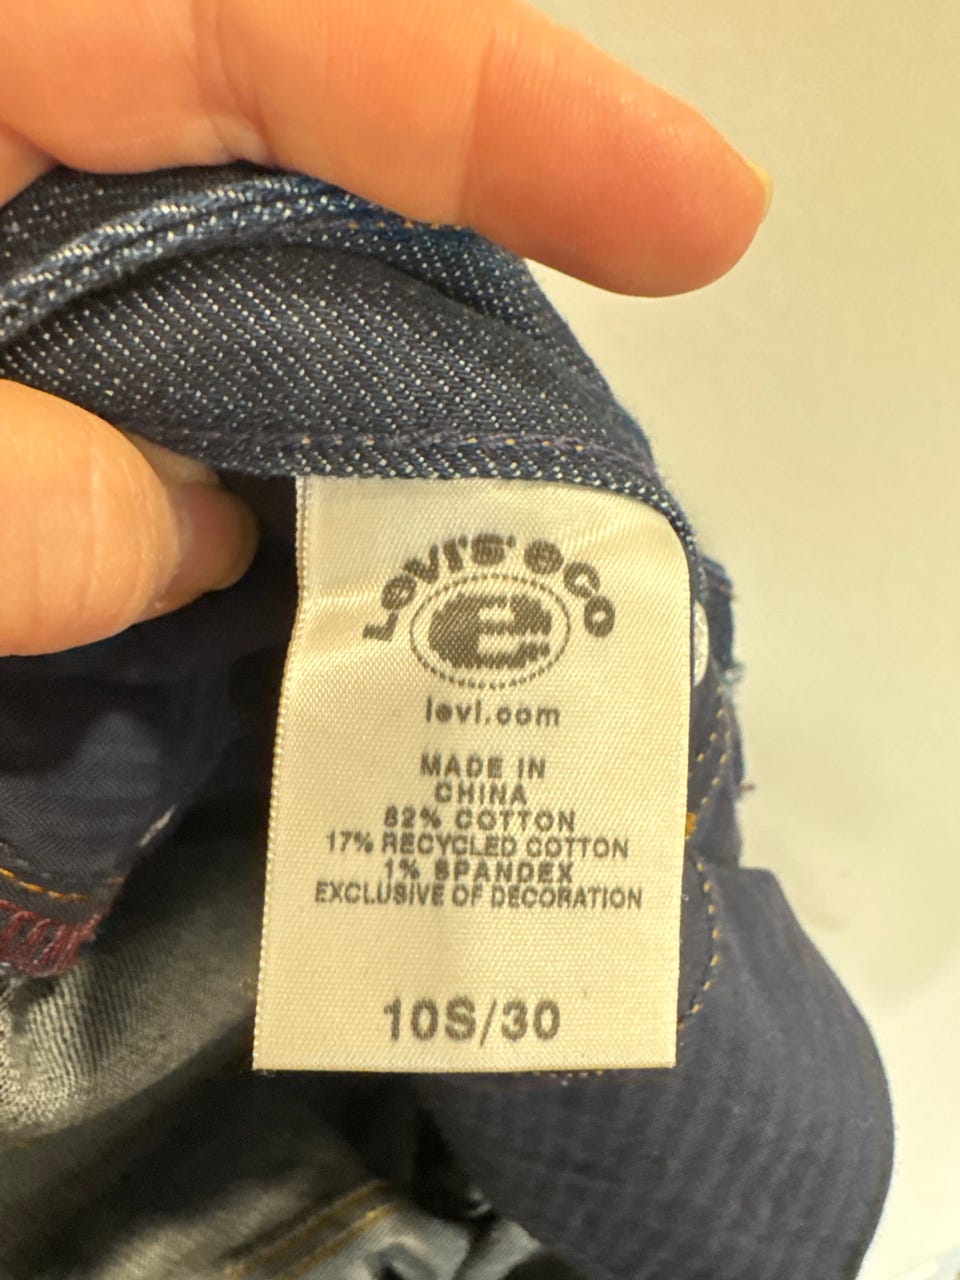 Levi's® eco
e
levi.com
MADE IN
CHINA
82% COTTON
17% RECYCLED COTTON
1% SPANDEX
EXCLUSIVE OF DECORATION
10S/30